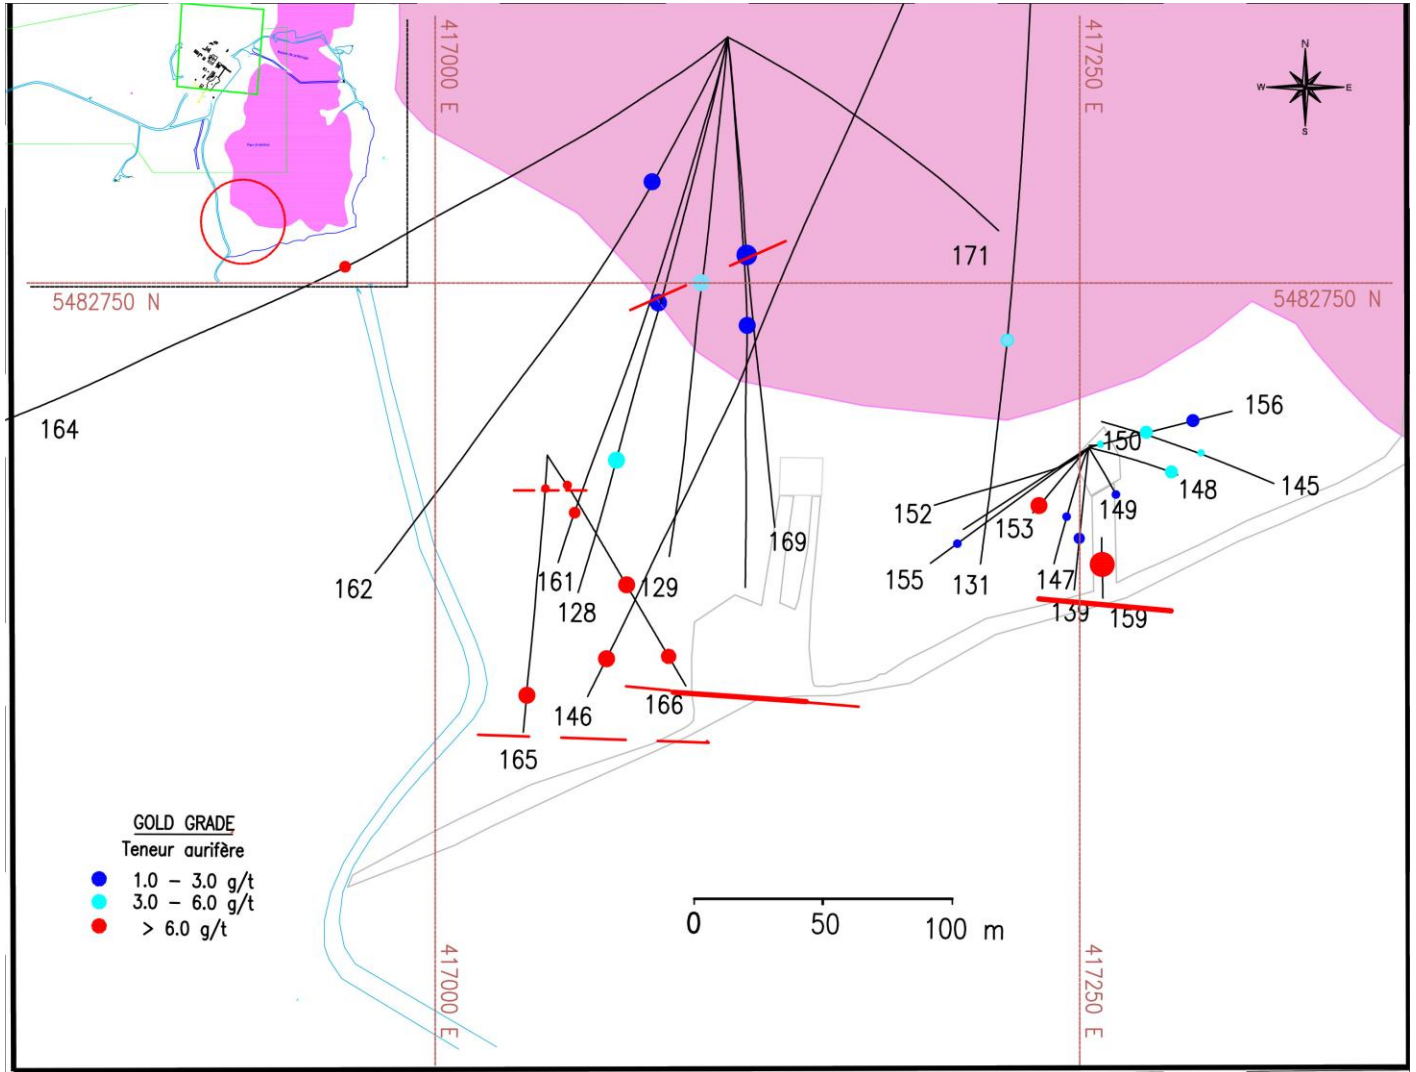 417000 E
417250 E
N
W E
S
5482750 N
5482750 N
171
164
156
150
145
148
152
149
153
169
155
131
147
162
161
129
128
139
159
146
166
165
GOLD GRADE
Teneur aurifère
1.0 – 3.0 g/t
3.0 – 6.0 g/t
> 6.0 g/t
0 50 100 m
417000 E
417250 E